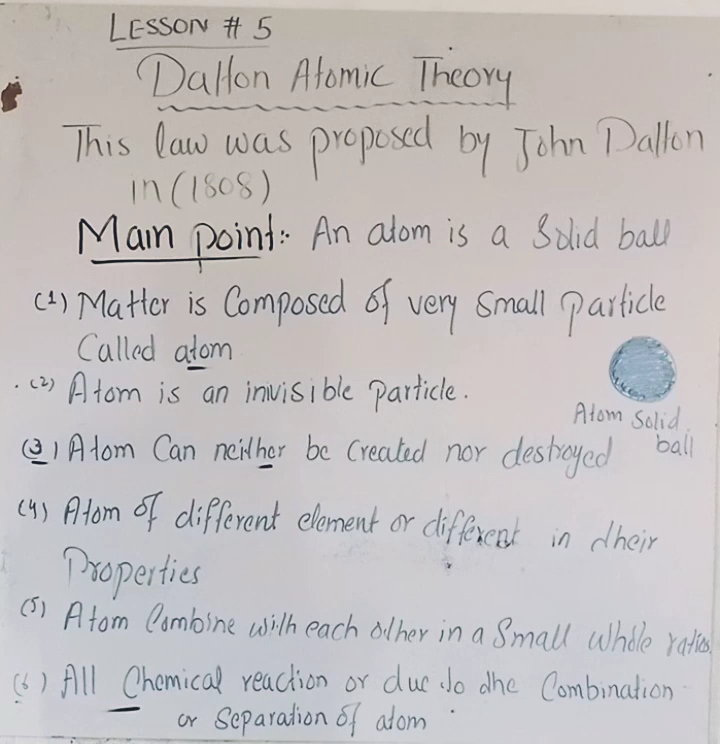 LESSON # 5
Dalton Atomic Theory
This law was proposed by John Dalton
in (1808)
Main point:- An atom is a Solid ball
(1) Matter is Composed of very small particle
Called atom
(2) Atom is an invisible particle.
Atom Solid
ball
(3) Atom Can neither be Created nor destroyed
(4) Atom of different element or different in their
Properties
(5) Atom Combine with each other in a Small whole ratios
(6) All Chemical reaction or due to the Combination
or Separation of atom